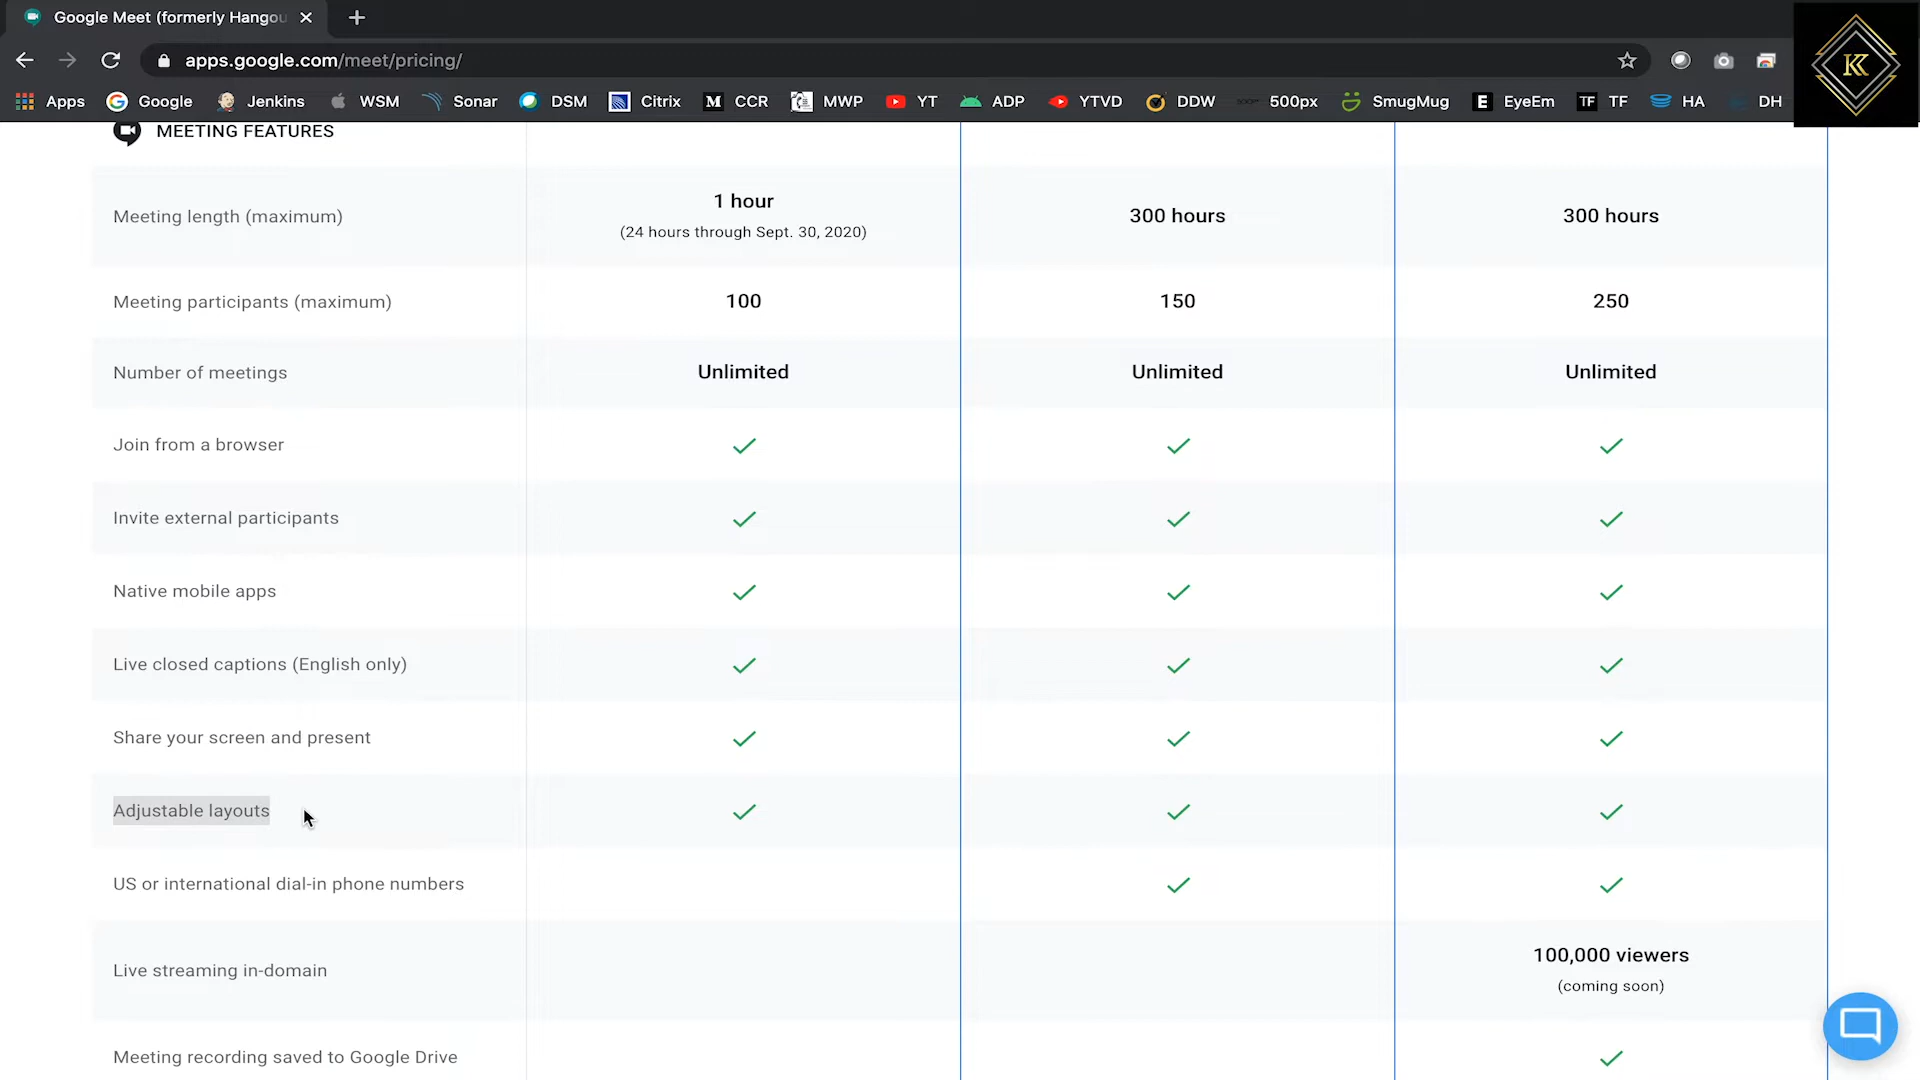 Google Meet (formerly Hangou
apps.google.com/meet/pricing/
Apps Google Jenkins WSM Sonar DSM Citrix M CCR MWP YT ADP YTVD DDW 500px SmugMug E EyeEm TF TF HA DH
KK
MEETING FEATURES
Meeting length (maximum) 1 hour 300 hours 300 hours
(24 hours through Sept. 30, 2020)
Meeting participants (maximum) 100 150 250
Number of meetings Unlimited Unlimited Unlimited
Join from a browser
Invite external participants
Native mobile apps
Live closed captions (English only)
Share your screen and present
Adjustable layouts
US or international dial-in phone numbers
Live streaming in-domain 100,000 viewers
(coming soon)
Meeting recording saved to Google Drive